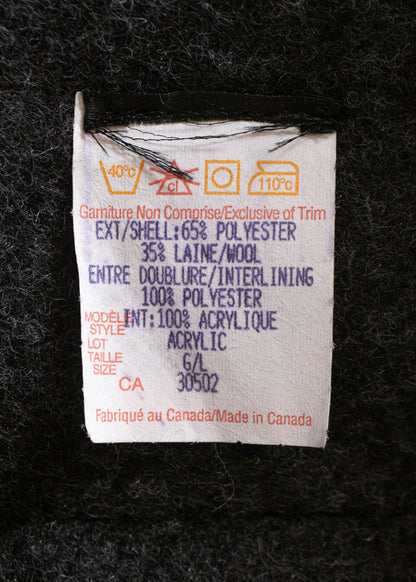 40°c cl 110°c
Garniture Non Comprise/Exclusive of Trim
EXT/SHELL:65% POLYESTER
35% LAINE/WOOL
ENTRE DOUBLURE/INTERLINING
100% POLYESTER
MODÈLE INT:100% ACRYLIQUE
STYLE
LOT ACRYLIC
TAILLE G/L
SIZE
CA 30502
Fabriqué au Canada/Made in Canada